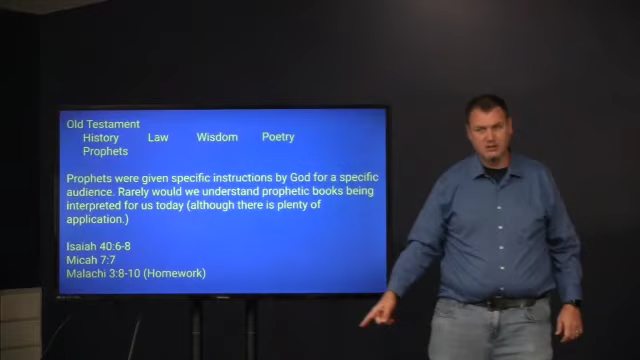 Old Testament
History Law Wisdom Poetry
Prophets
Prophets were given specific instructions by God for a specific
audience. Rarely would we understand prophetic books being
interpreted for us today (although there is plenty of
application.)
Isaiah 40:6-8
Micah 7:7
Malachi 3:8-10 (Homework)